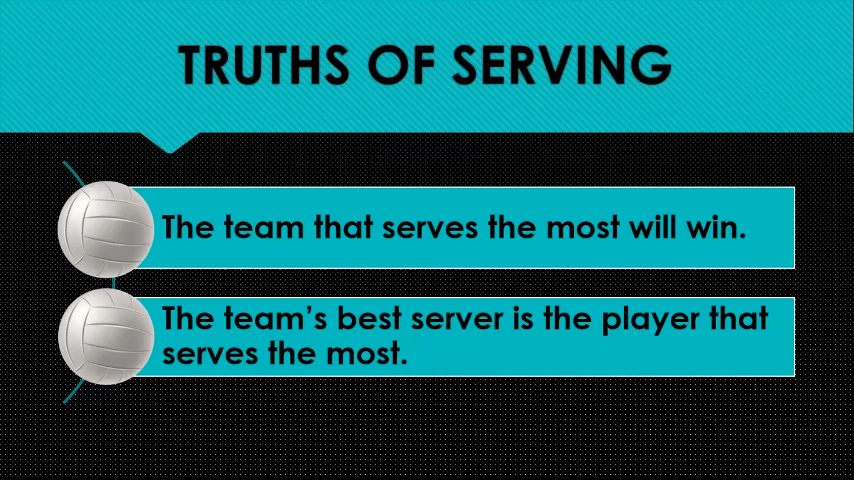 TRUTHS OF SERVING
The team that serves the most will win.
The team’s best server is the player that
serves the most.